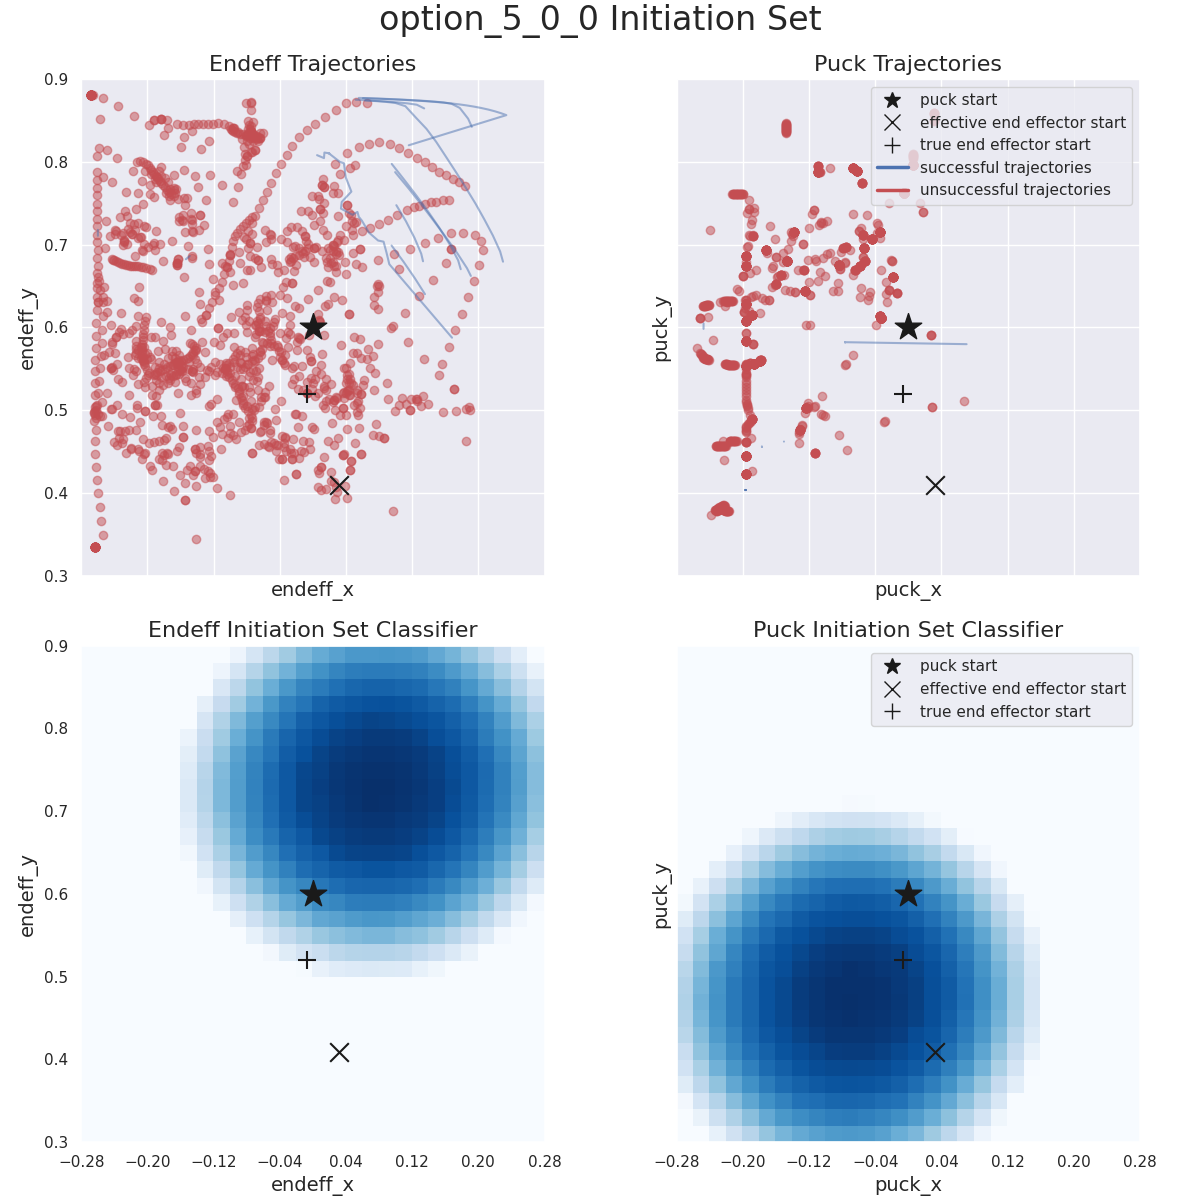 option_5_0_0 Initiation Set
Endeff Trajectories
0.9
0.8
0.7
0.6
0.5
0.4
0.3
endeff_y
endeff_x
Puck Trajectories
puck start
effective end effector start
true end effector start
successful trajectories
unsuccessful trajectories
puck_y
puck_x
Endeff Initiation Set Classifier
0.9
0.8
0.7
0.6
0.5
0.4
0.3
endeff_y
−0.28 −0.20 −0.12 −0.04 0.04 0.12 0.20 0.28
endeff_x
Puck Initiation Set Classifier
puck start
effective end effector start
true end effector start
puck_y
−0.28 −0.20 −0.12 −0.04 0.04 0.12 0.20 0.28
puck_x